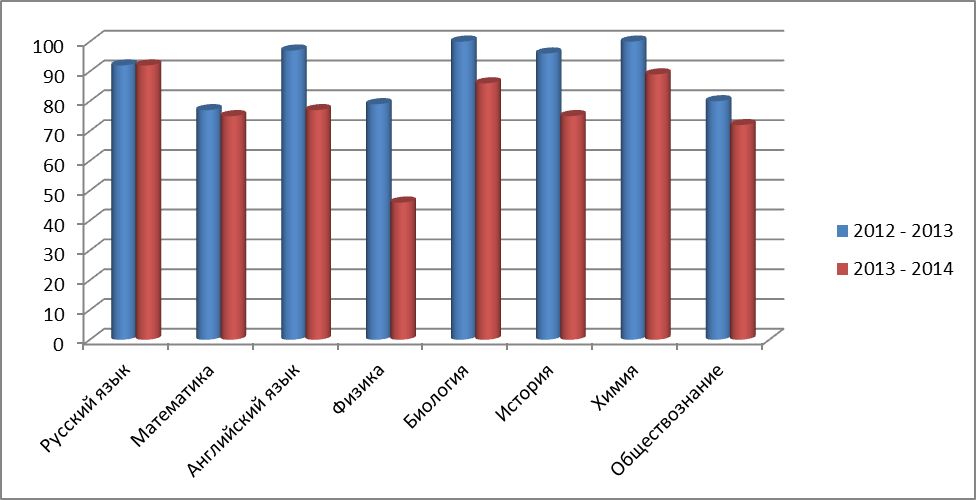 100
90
80
70
60
50
40
30
20
10
0
Русский язык
Математика
Английский язык
Физика
Биология
История
Химия
Обществознание
2012 - 2013
2013 - 2014